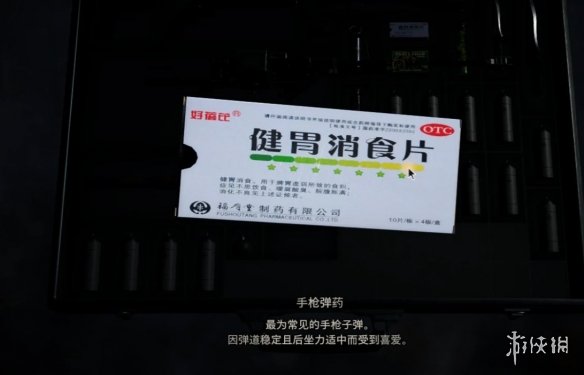 好蓓氏®
OTC
健胃消食片
健胃消食。用于脾胃虚弱所致的食积,
症见不思饮食、嗳腐酸臭、脘腹胀满;
消化不良见上述证候者。
福寿堂制药有限公司
FUSHOUTANG PHARMACEUTICAL CO.,LTD
10片/板×4板/盒
手枪弹药
最为常见的手枪子弹。
因弹道稳定且后坐力适中而受到喜爱。
游侠网